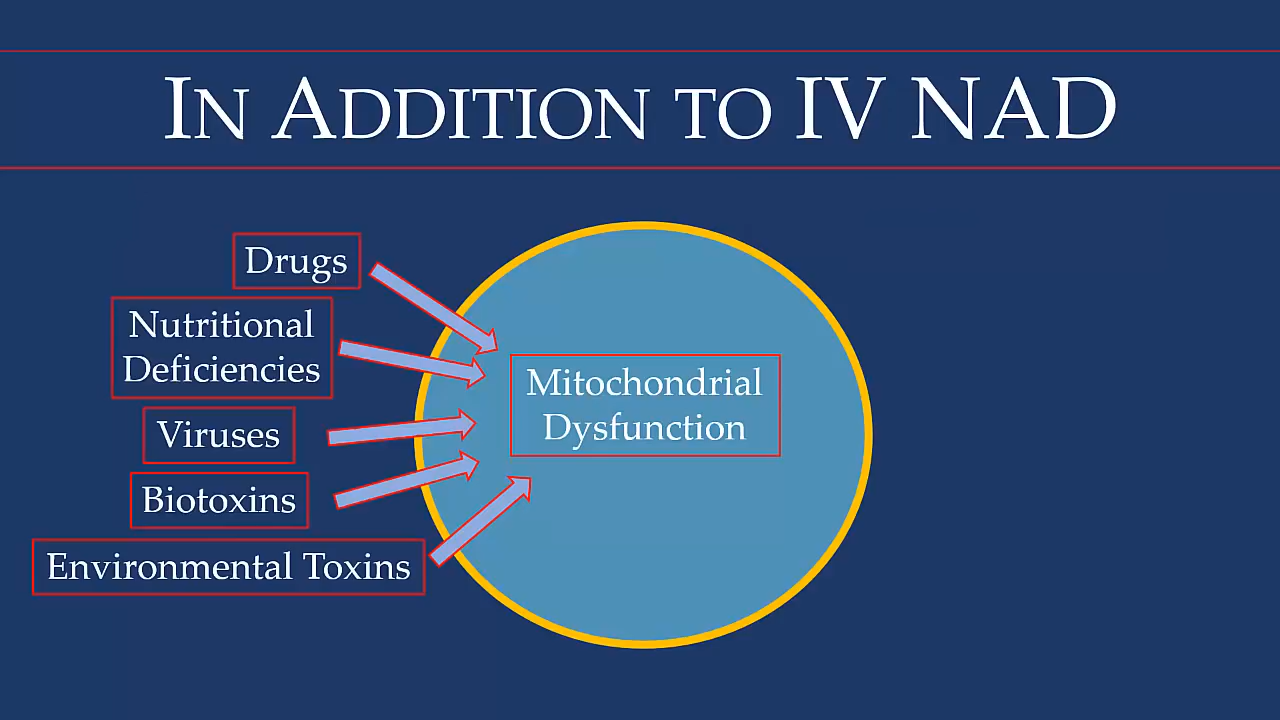 In Addition to IV NAD
Drugs
Nutritional
Deficiencies
Viruses
Biotoxins
Environmental Toxins
Mitochondrial
Dysfunction